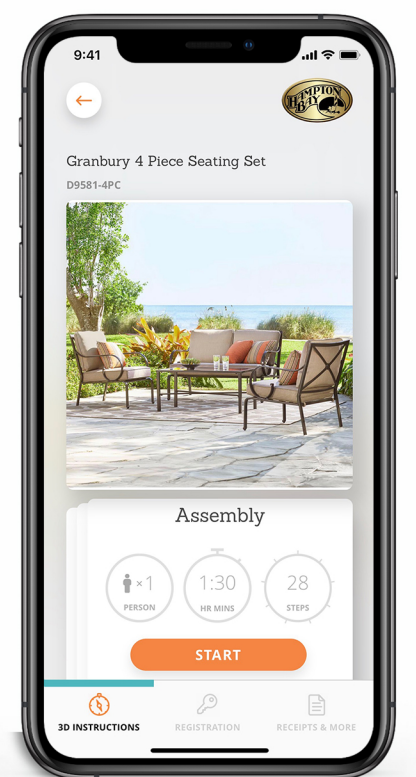 9:41
HAMPTON
BAY
Granbury 4 Piece Seating Set
D9581-4PC
Assembly
×1
PERSON
1:30
HR MINS
28
STEPS
START
3D INSTRUCTIONS
REGISTRATION
RECEIPTS & MORE